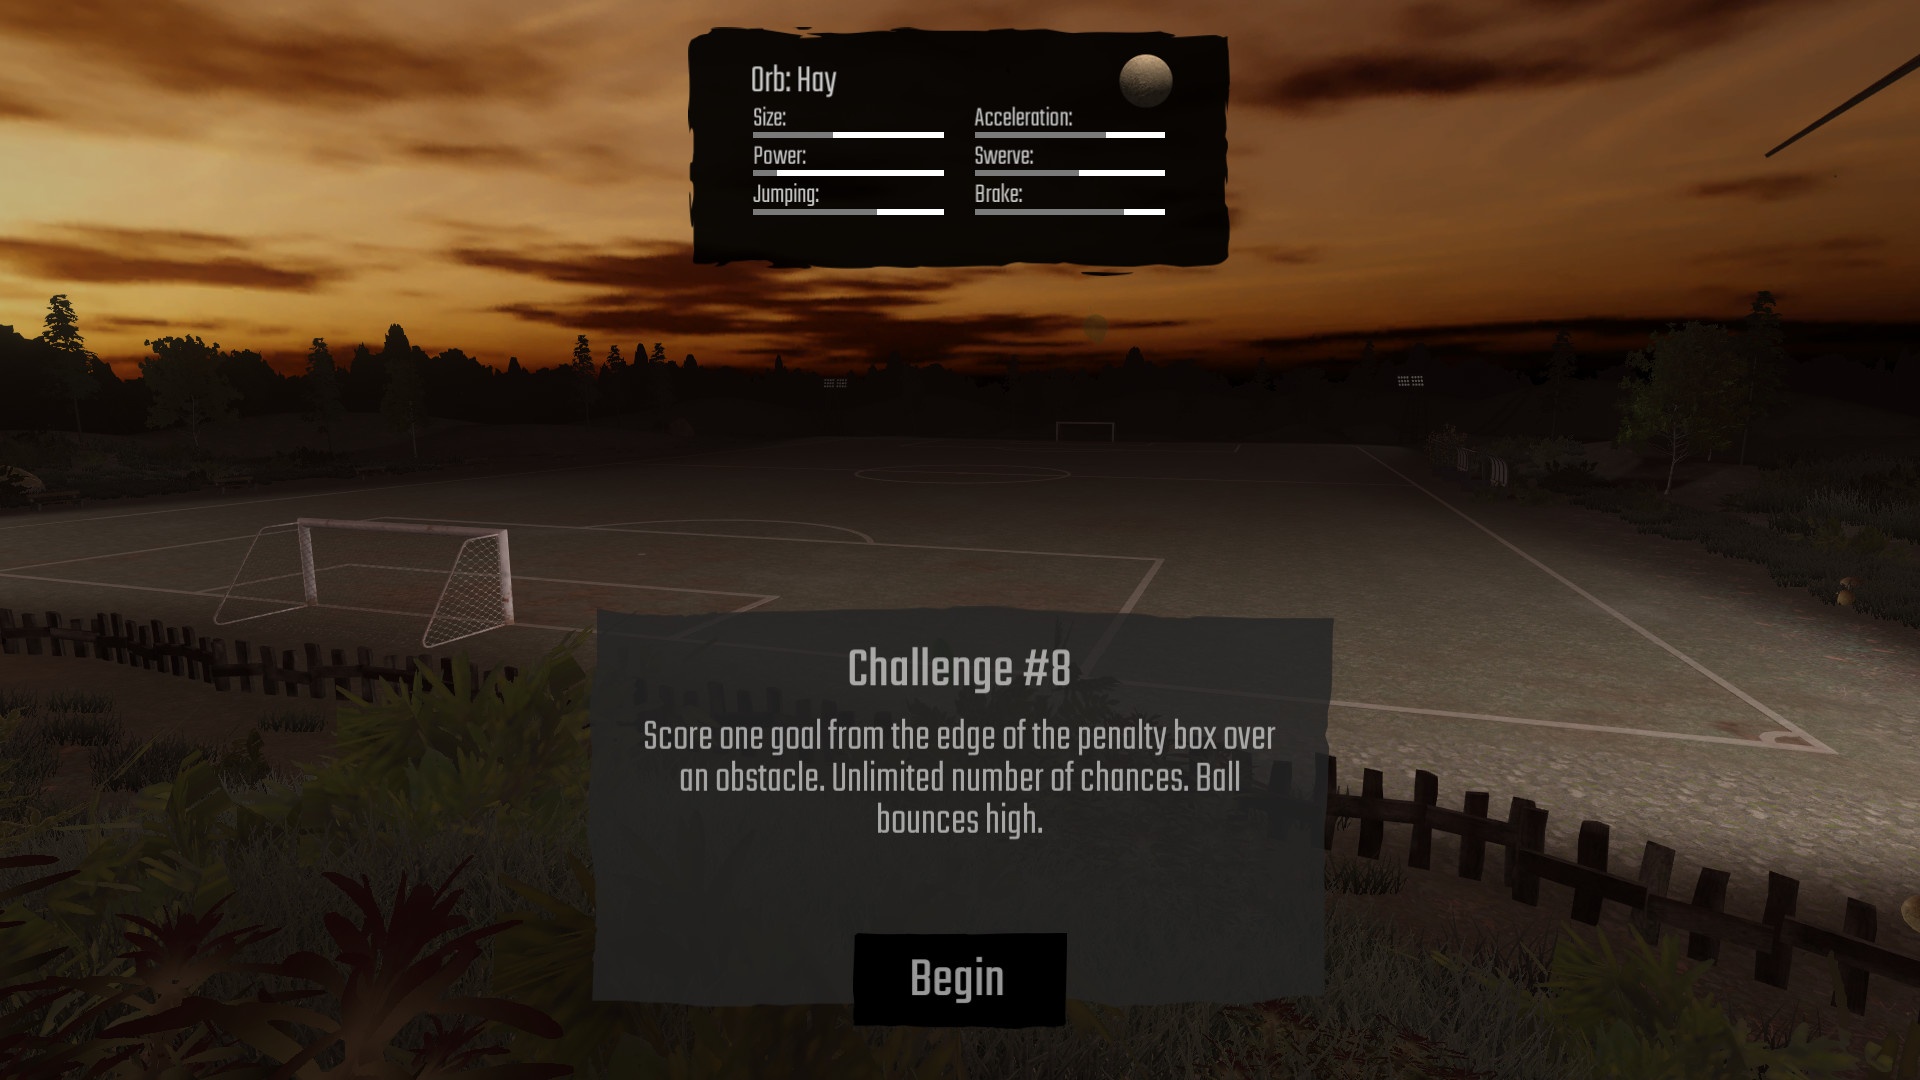 Orb: Hay
Size:
Acceleration:
Power:
Swerve:
Jumping:
Brake:
Challenge #8
Score one goal from the edge of the penalty box over
an obstacle. Unlimited number of chances. Ball
bounces high.
Begin